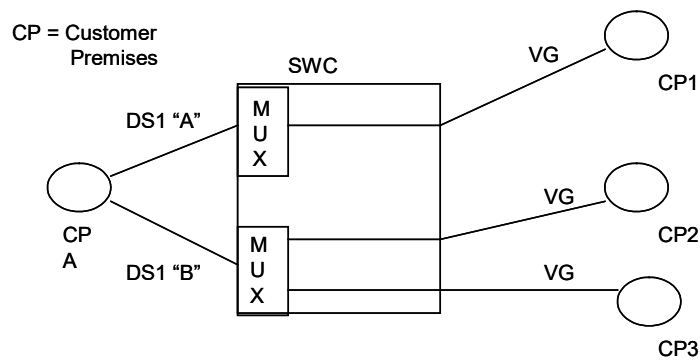 CP = Customer
Premises
SWC
VG
CP1
DS1 “A”
M
U
X
CP
A
VG
CP2
DS1 “B”
M
U
X
VG
CP3